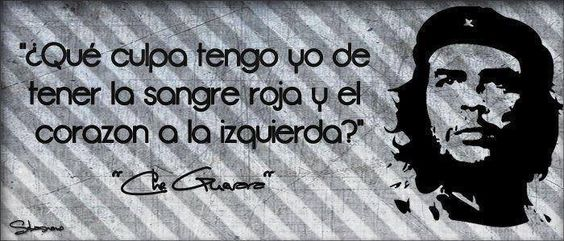 "¿Qué culpa tengo yo de
tener la sangre roja y el
corazon a la izquierda?"
~ Che Guevara ~